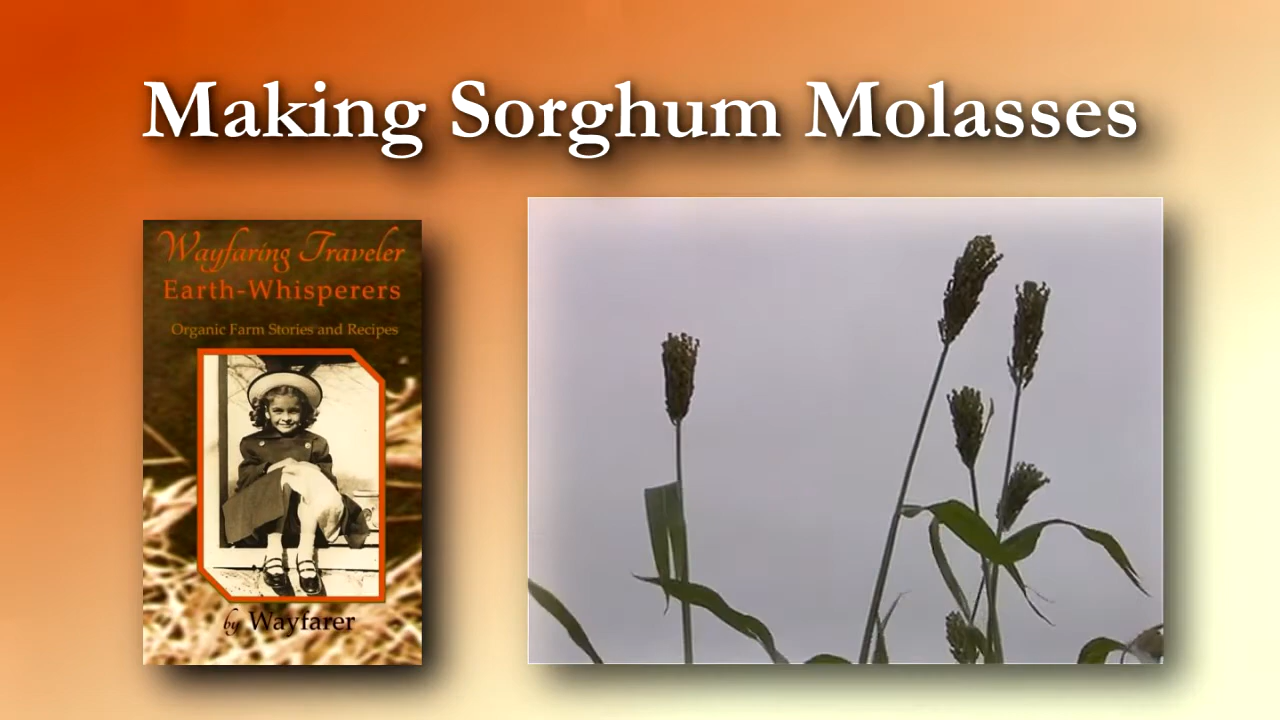 Making Sorghum Molasses
Wayfaring Traveler
Earth-Whisperers
Organic Farm Stories and Recipes
by Wayfarer